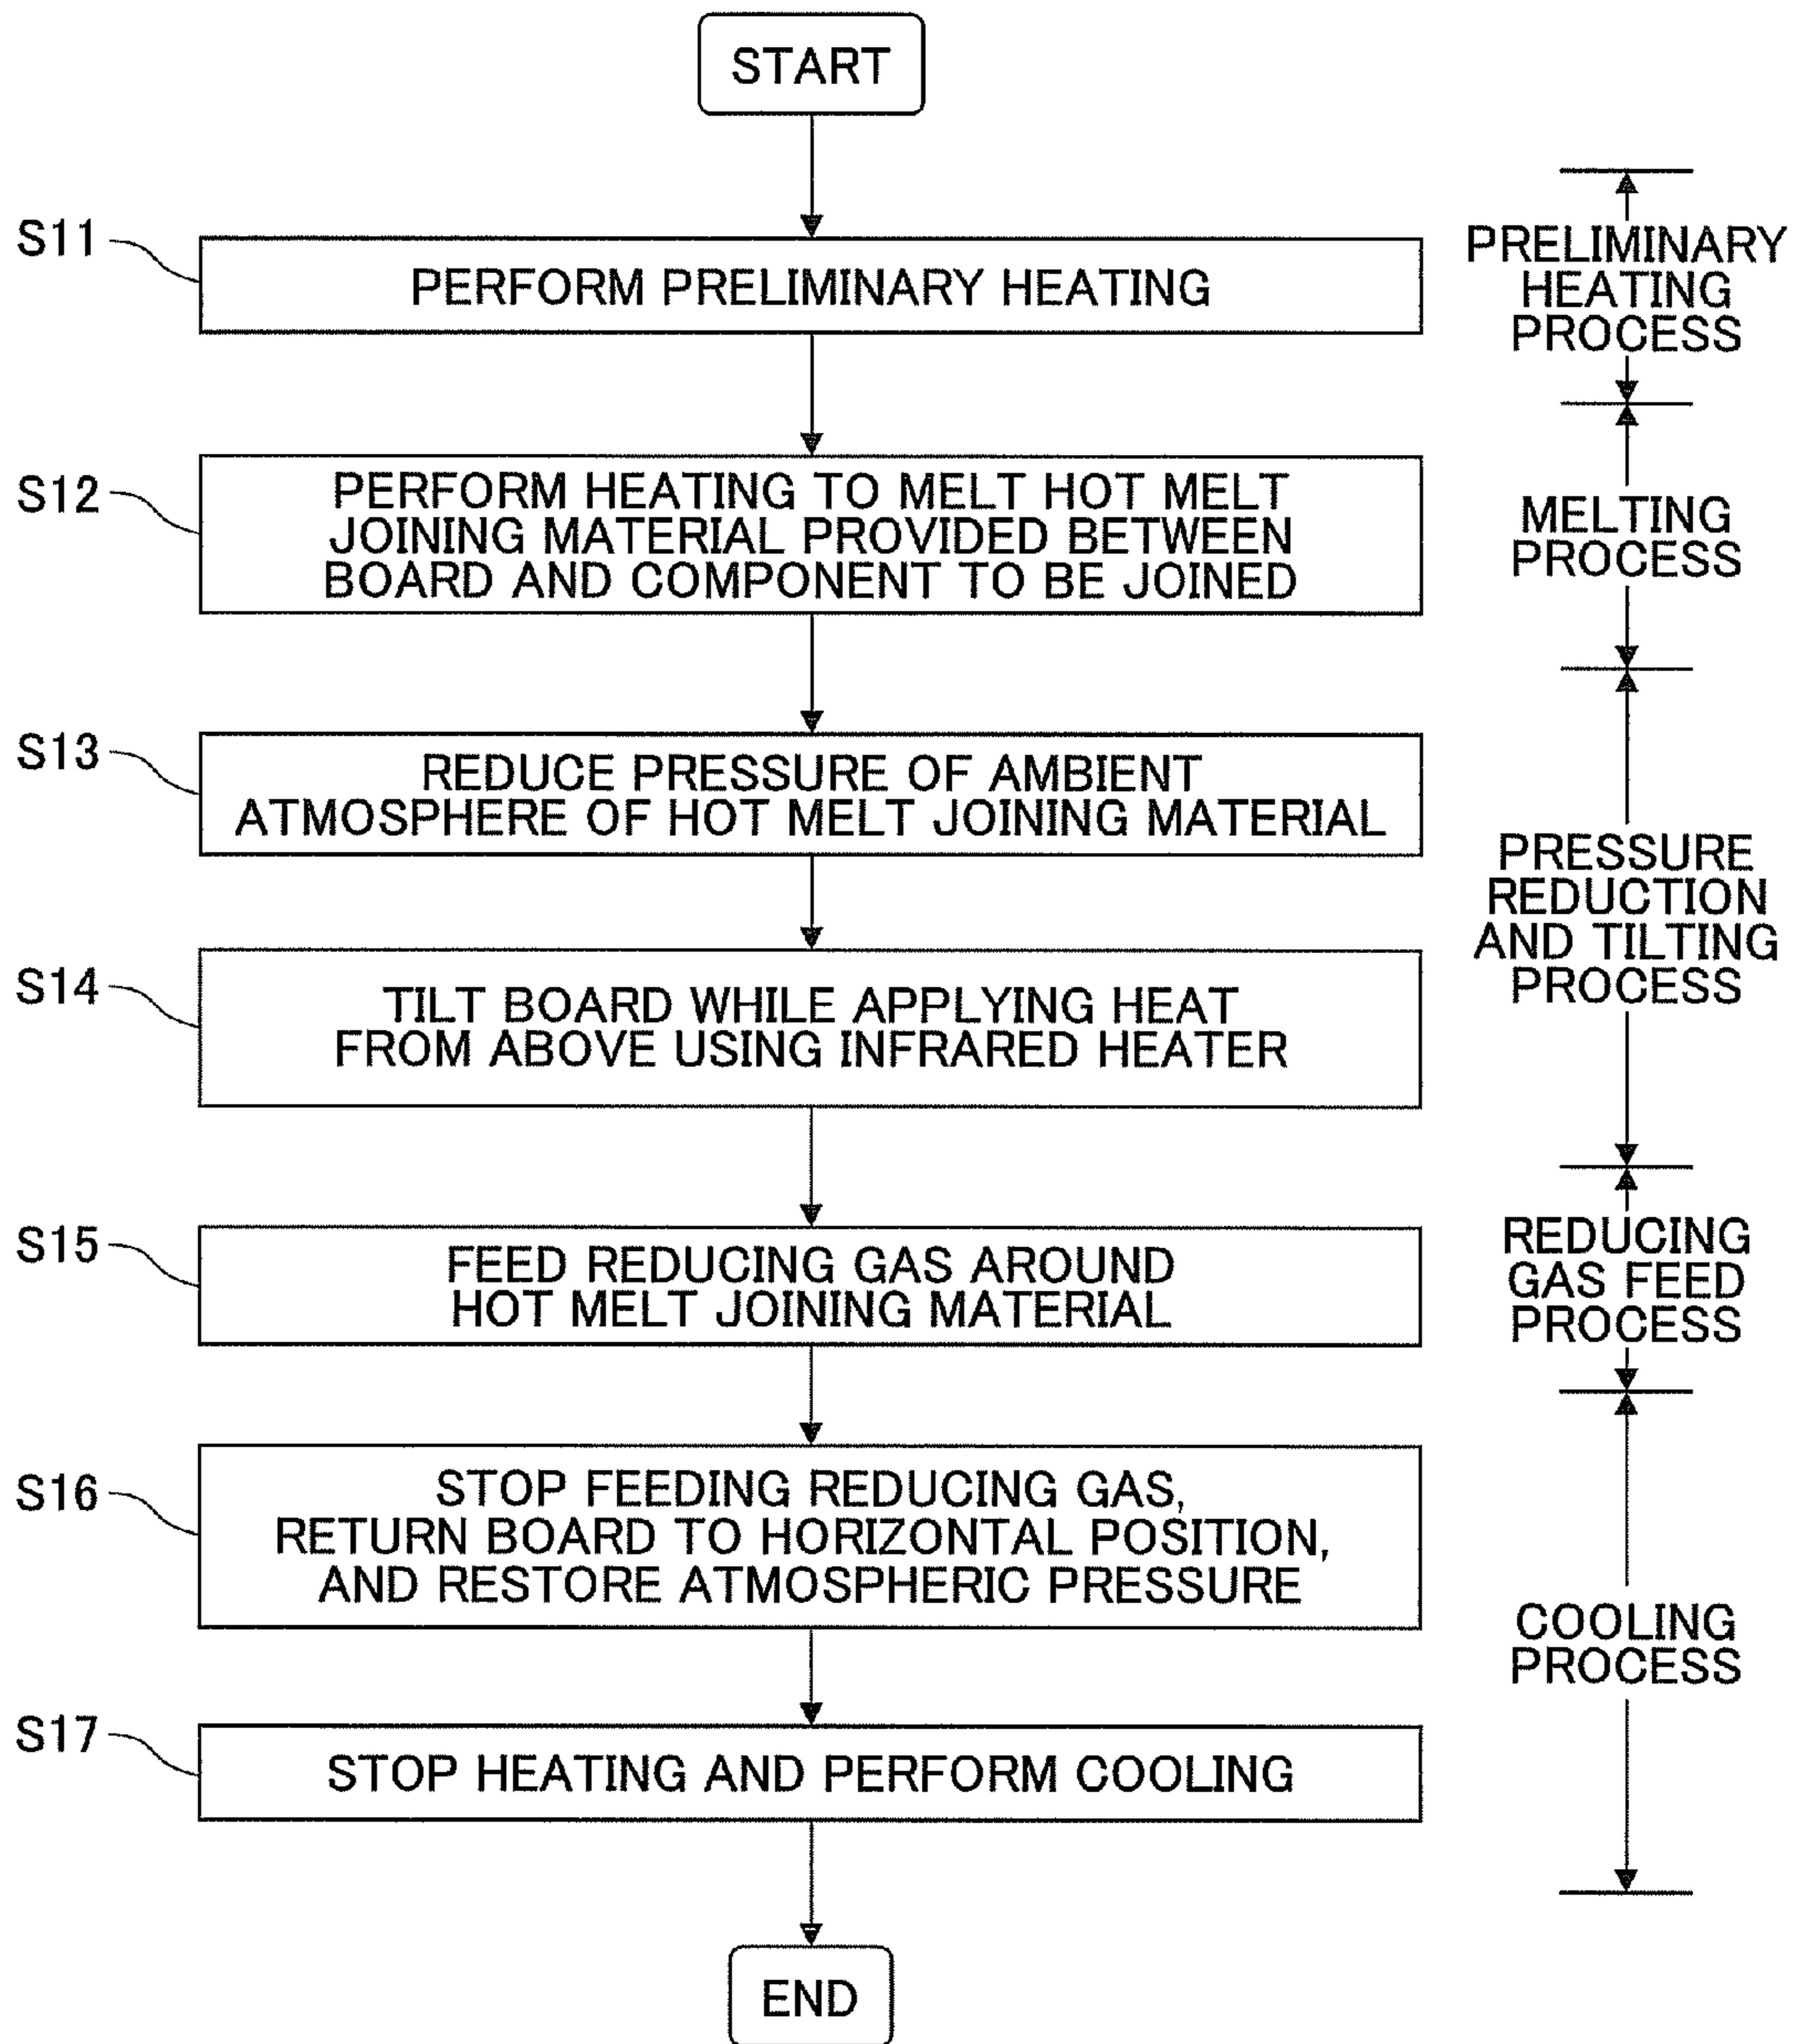 START
S11
PERFORM PRELIMINARY HEATING
PRELIMINARY
HEATING
PROCESS
S12
PERFORM HEATING TO MELT HOT MELT
JOINING MATERIAL PROVIDED BETWEEN
BOARD AND COMPONENT TO BE JOINED
MELTING
PROCESS
S13
REDUCE PRESSURE OF AMBIENT
ATMOSPHERE OF HOT MELT JOINING MATERIAL
PRESSURE
REDUCTION
AND TILTING
PROCESS
S14
TILT BOARD WHILE APPLYING HEAT
FROM ABOVE USING INFRARED HEATER
S15
FEED REDUCING GAS AROUND
HOT MELT JOINING MATERIAL
REDUCING
GAS FEED
PROCESS
S16
STOP FEEDING REDUCING GAS,
RETURN BOARD TO HORIZONTAL POSITION,
AND RESTORE ATMOSPHERIC PRESSURE
COOLING
PROCESS
S17
STOP HEATING AND PERFORM COOLING
END